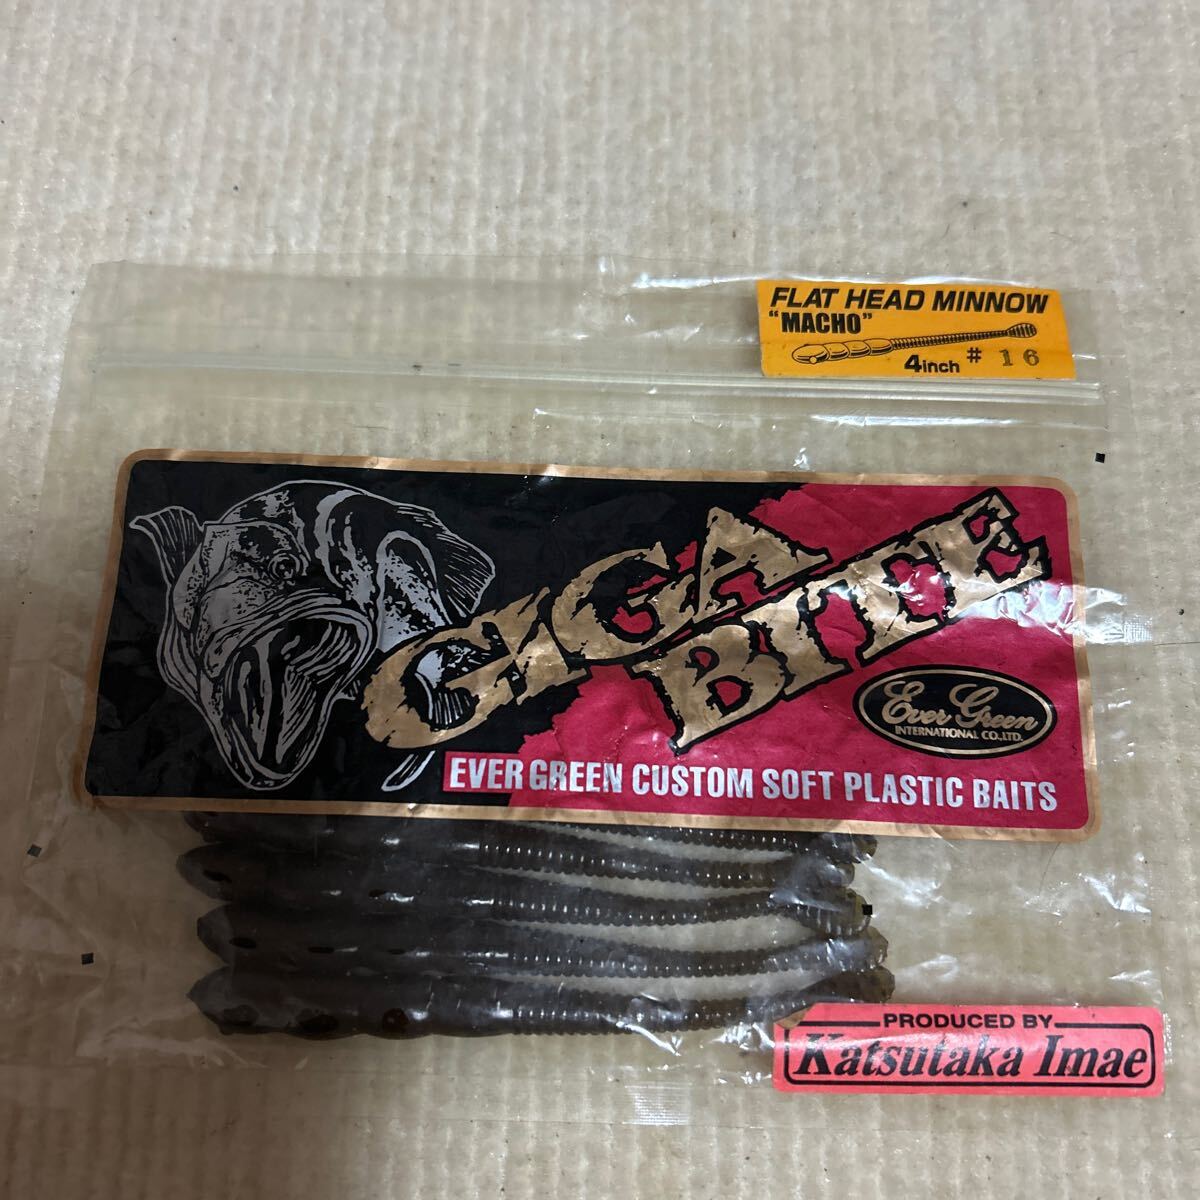 FLAT HEAD MINNOW
"MACHO"
4inch # 16
GIGA
BITE
Ever Green
INTERNATIONAL CO.,LTD.
EVER GREEN CUSTOM SOFT PLASTIC BAITS
PRODUCED BY
Katsutaka Imae